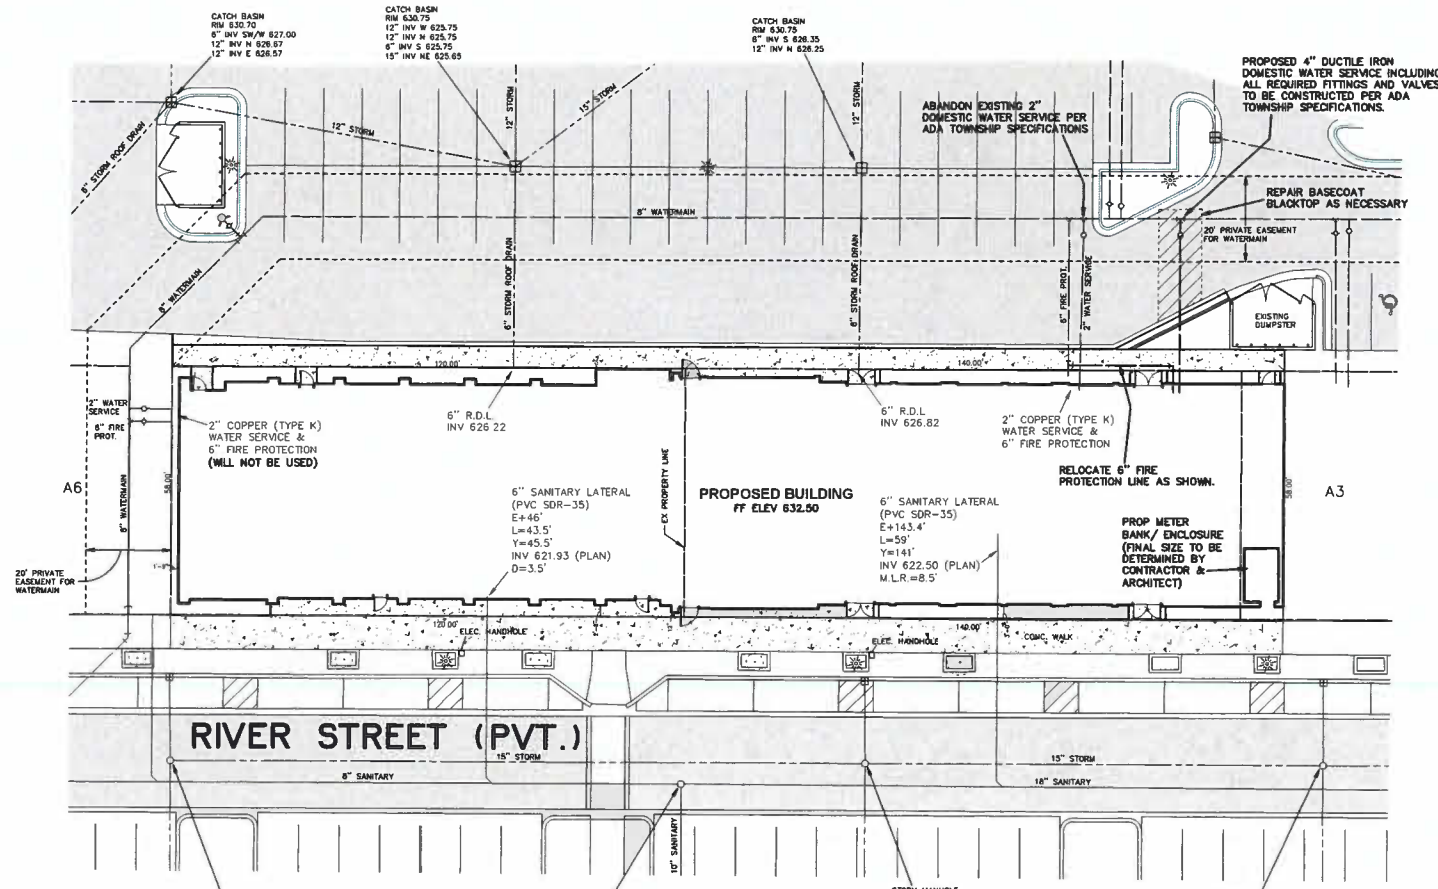 CATCH BASIN
RIM 630.70
6" INV SW/W 627.00
12" INV N 626.67
12" INV E 626.57
CATCH BASIN
RIM 630.75
12" INV W 625.75
12" INV N 625.75
6" INV S 625.75
15" INV NE 625.65
CATCH BASIN
RIM 630.75
6" INV S 626.35
12" INV N 626.25
PROPOSED 4" DUCTILE IRON
DOMESTIC WATER SERVICE INCLUDING
ALL REQUIRED FITTINGS AND VALVES
TO BE CONSTRUCTED PER ADA
TOWNSHIP SPECIFICATIONS.
ABANDON EXISTING 2"
DOMESTIC WATER SERVICE PER
ADA TOWNSHIP SPECIFICATIONS
6" STORM ROOF DRAIN
12" STORM
12" STORM
15" STORM
12" STORM
REPAIR BASECOAT
BLACKTOP AS NECESSARY
8" WATERMAIN
20' PRIVATE EASEMENT
FOR WATERMAIN
8" WATERMAIN
6" STORM ROOF DRAIN
6" STORM ROOF DRAIN
6" FIRE PROT.
2" WATER SERVICE
EXISTING
DUMPSTER
120.00'
140.00'
2" WATER
SERVICE
6" FIRE
PROT.
2" COPPER (TYPE K)
WATER SERVICE &
6" FIRE PROTECTION
(WILL NOT BE USED)
6" R.D.L
INV 626.22
6" R.D.L
INV 626.82
2" COPPER (TYPE K)
WATER SERVICE &
6" FIRE PROTECTION
RELOCATE 6" FIRE
PROTECTION LINE AS SHOWN.
A6
8" WATERMAIN
58.00'
6" SANITARY LATERAL
(PVC SDR-35)
E+46'
L=43.5'
Y=45.5'
INV 621.93 (PLAN)
D=3.5'
EX PROPERTY LINE
PROPOSED BUILDING
FF ELEV 632.50
6" SANITARY LATERAL
(PVC SDR-35)
E+143.4'
L=59'
Y=141'
INV 622.50 (PLAN)
M.L.R.=8.5'
PROP METER
BANK/ ENCLOSURE
(FINAL SIZE TO BE
DETERMINED BY
CONTRACTOR &
ARCHITECT)
58.00'
A3
20' PRIVATE
EASEMENT FOR
WATERMAIN
120.00'
ELEC. HANDHOLE
ELEC. HANDHOLE
140.00'
CONC. WALK
RIVER STREET (PVT.)
15" STORM
15" STORM
8" SANITARY
18" SANITARY
10" SANITARY